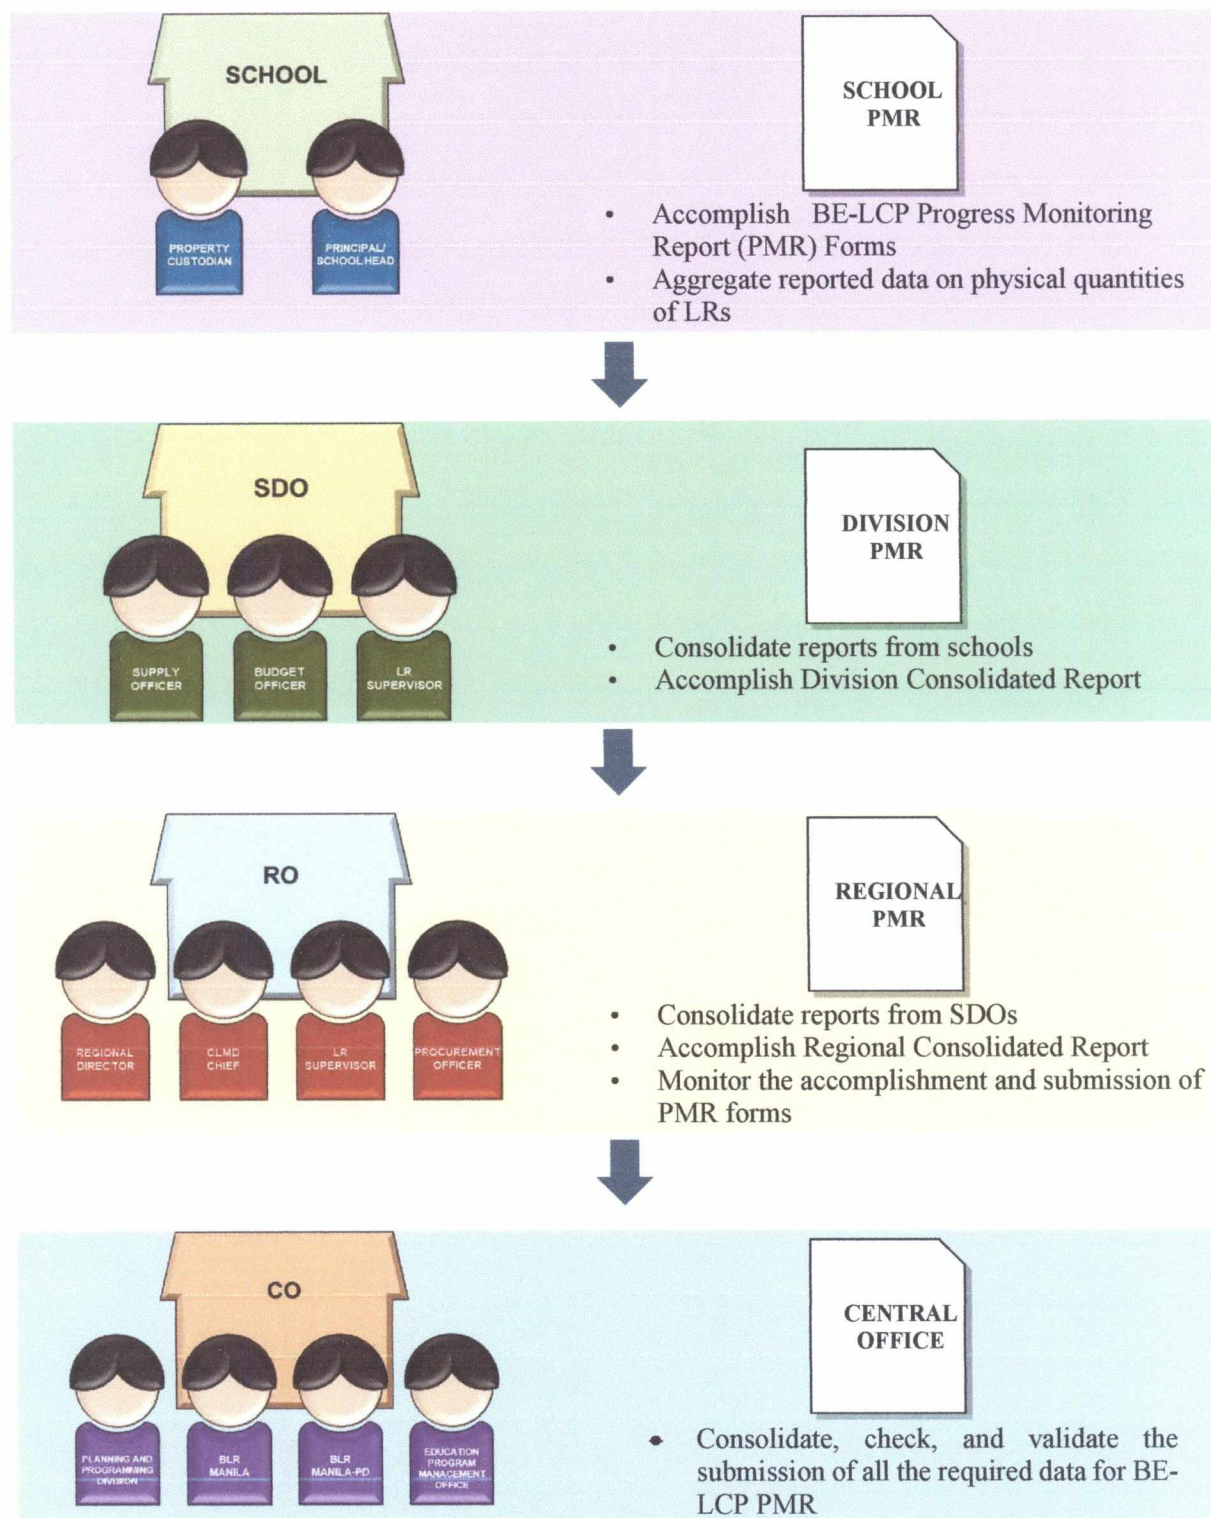 SCHOOL
PROPERTY
CUSTODIAN
PRINCIPAL/
SCHOOL HEAD
SCHOOL
PMR
• Accomplish BE-LCP Progress Monitoring
Report (PMR) Forms
• Aggregate reported data on physical quantities
of LRs
SDO
SUPPLY
OFFICER
BUDGET
OFFICER
LR
SUPERVISOR
DIVISION
PMR
• Consolidate reports from schools
• Accomplish Division Consolidated Report
RO
REGIONAL
DIRECTOR
CLMD
CHIEF
LR
SUPERVISOR
PROCUREMENT
OFFICER
REGIONAL
PMR
• Consolidate reports from SDOs
• Accomplish Regional Consolidated Report
• Monitor the accomplishment and submission of
PMR forms
CO
PLANNING AND
PROGRAMMING
DIVISION
BLR
MANILA
BLR
MANILA-PD
EDUCATION
PROGRAM
MANAGEMENT
OFFICE
CENTRAL
OFFICE
• Consolidate, check, and validate the
submission of all the required data for BE-
LCP PMR